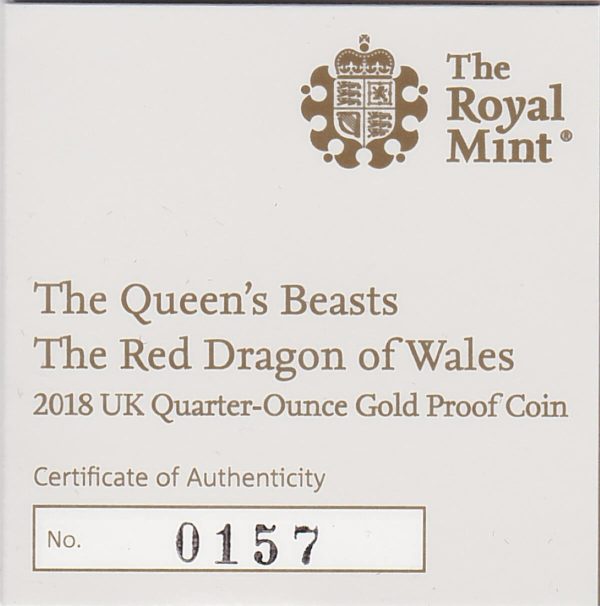 The
Royal
Mint®
The Queen's Beasts
The Red Dragon of Wales
2018 UK Quarter-Ounce Gold Proof Coin
Certificate of Authenticity
No. 0157